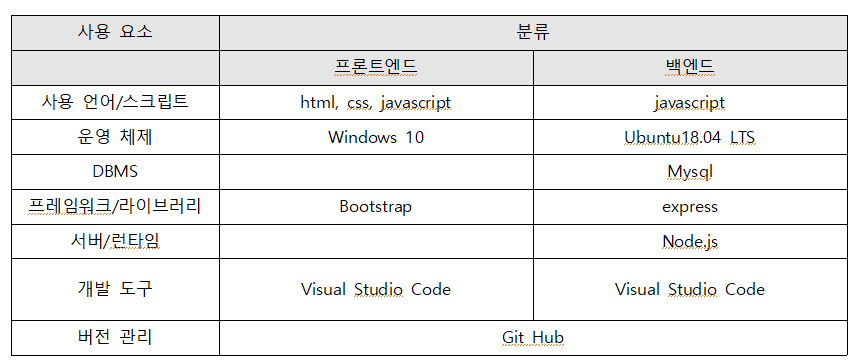 사용 요소 분류
프론트엔드 백엔드
사용 언어/스크립트 html, css, javascript javascript
운영 체제 Windows 10 Ubuntu18.04 LTS
DBMS Mysql
프레임워크/라이브러리 Bootstrap express
서버/런타임 Node.js
개발 도구 Visual Studio Code Visual Studio Code
버전 관리 Git Hub